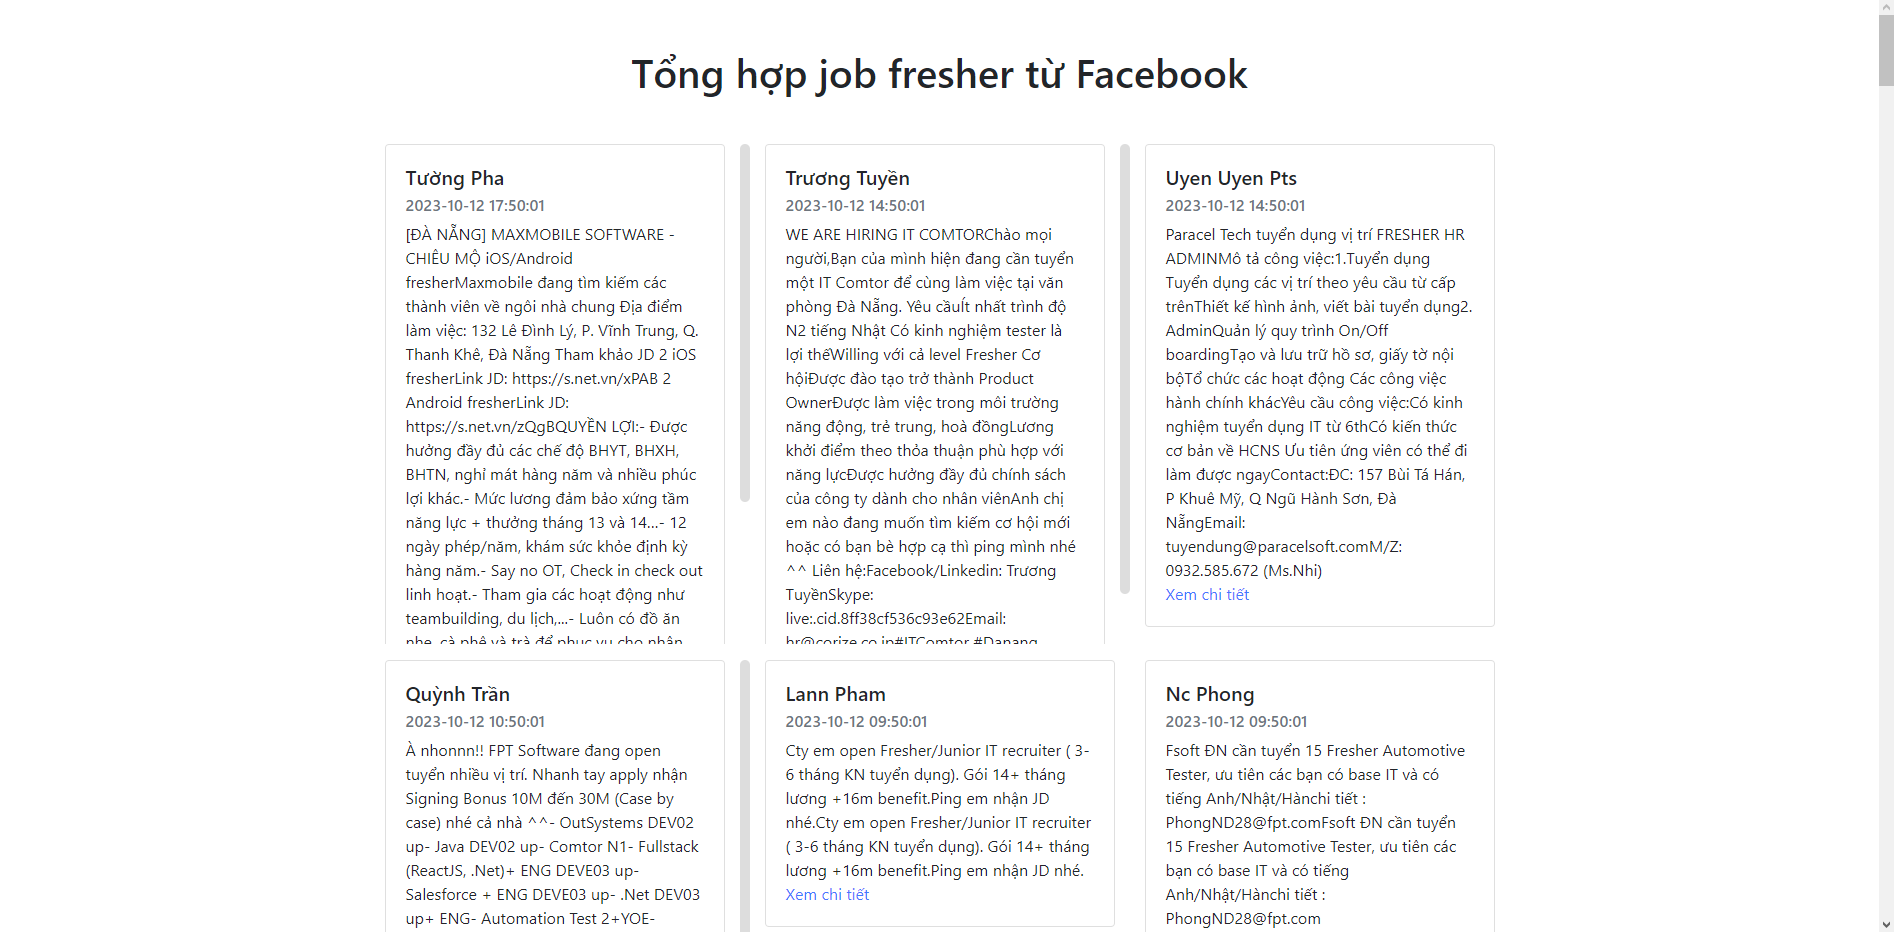 Tổng hợp job fresher từ Facebook
Tường Pha
2023-10-12 17:50:01
[ĐÀ NẴNG] MAXMOBILE SOFTWARE -
CHIÊU MỘ iOS/Android
fresherMaxmobile đang tìm kiếm các
thành viên về ngôi nhà chung Địa điểm
làm việc: 132 Lê Đình Lý, P. Vĩnh Trung, Q.
Thanh Khê, Đà Nẵng Tham khảo JD 2 iOS
fresherLink JD: https://s.net.vn/xPAB 2
Android fresherLink JD:
https://s.net.vn/zQgBQUYỀN LỢI:- Được
hưởng đầy đủ các chế độ BHYT, BHXH,
BHTN, nghỉ mát hàng năm và nhiều phúc
lợi khác.- Mức lương đảm bảo xứng tầm
năng lực + thưởng tháng 13 và 14...- 12
ngày phép/năm, khám sức khỏe định kỳ
hàng năm.- Say no OT, Check in check out
linh hoạt.- Tham gia các hoạt động như
teambuilding, du lịch,...- Luôn có đồ ăn
nhẹ, cà phê và trà để phục vụ cho nhân
Trương Tuyền
2023-10-12 14:50:01
WE ARE HIRING IT COMTORChào mọi
người,Bạn của mình hiện đang cần tuyển
một IT Comtor để cùng làm việc tại văn
phòng Đà Nẵng. Yêu cầuÍt nhất trình độ
N2 tiếng Nhật Có kinh nghiệm tester là
lợi thếWilling với cả level Fresher Cơ
hộiĐược đào tạo trở thành Product
OwnerĐược làm việc trong môi trường
năng động, trẻ trung, hoà đồngLương
khởi điểm theo thỏa thuận phù hợp với
năng lựcĐược hưởng đầy đủ chính sách
của công ty dành cho nhân viênAnh chị
em nào đang muốn tìm kiếm cơ hội mới
hoặc có bạn bè hợp cạ thì ping mình nhé
^^ Liên hệ:Facebook/Linkedin: Trương
TuyềnSkype:
live:.cid.8ff38cf536c93e62Email:
hr@corize.co.jp#ITComtor #Danang
Uyen Uyen Pts
2023-10-12 14:50:01
Paracel Tech tuyển dụng vị trí FRESHER HR
ADMINMô tả công việc:1.Tuyển dụng
Tuyển dụng các vị trí theo yêu cầu từ cấp
trênThiết kế hình ảnh, viết bài tuyển dụng2.
AdminQuản lý quy trình On/Off
boardingTạo và lưu trữ hồ sơ, giấy tờ nội
bộTổ chức các hoạt động Các công việc
hành chính khácYêu cầu công việc:Có kinh
nghiệm tuyển dụng IT từ 6thCó kiến thức
cơ bản về HCNS Ưu tiên ứng viên có thể đi
làm được ngayContact:ĐC: 157 Bùi Tá Hán,
P Khuê Mỹ, Q Ngũ Hành Sơn, Đà
NẵngEmail:
tuyendung@paracelsoft.comM/Z:
0932.585.672 (Ms.Nhi)
Xem chi tiết
Quỳnh Trần
2023-10-12 10:50:01
À nhonnn!! FPT Software đang open
tuyển nhiều vị trí. Nhanh tay apply nhận
Signing Bonus 10M đến 30M (Case by
case) nhé cả nhà ^^- OutSystems DEV02
up- Java DEV02 up- Comtor N1- Fullstack
(ReactJS, .Net)+ ENG DEVE03 up-
Salesforce + ENG DEVE03 up- .Net DEV03
up+ ENG- Automation Test 2+YOE-
Lann Pham
2023-10-12 09:50:01
Cty em open Fresher/Junior IT recruiter ( 3-
6 tháng KN tuyển dụng). Gói 14+ tháng
lương +16m benefit.Ping em nhận JD
nhé.Cty em open Fresher/Junior IT recruiter
( 3-6 tháng KN tuyển dụng). Gói 14+ tháng
lương +16m benefit.Ping em nhận JD nhé.
Xem chi tiết
Nc Phong
2023-10-12 09:50:01
Fsoft ĐN cần tuyển 15 Fresher Automotive
Tester, ưu tiên các bạn có base IT và có
tiếng Anh/Nhật/Hànchi tiết :
PhongND28@fpt.comFsoft ĐN cần tuyển
15 Fresher Automotive Tester, ưu tiên các
bạn có base IT và có tiếng
Anh/Nhật/Hànchi tiết :
PhongND28@fpt.com